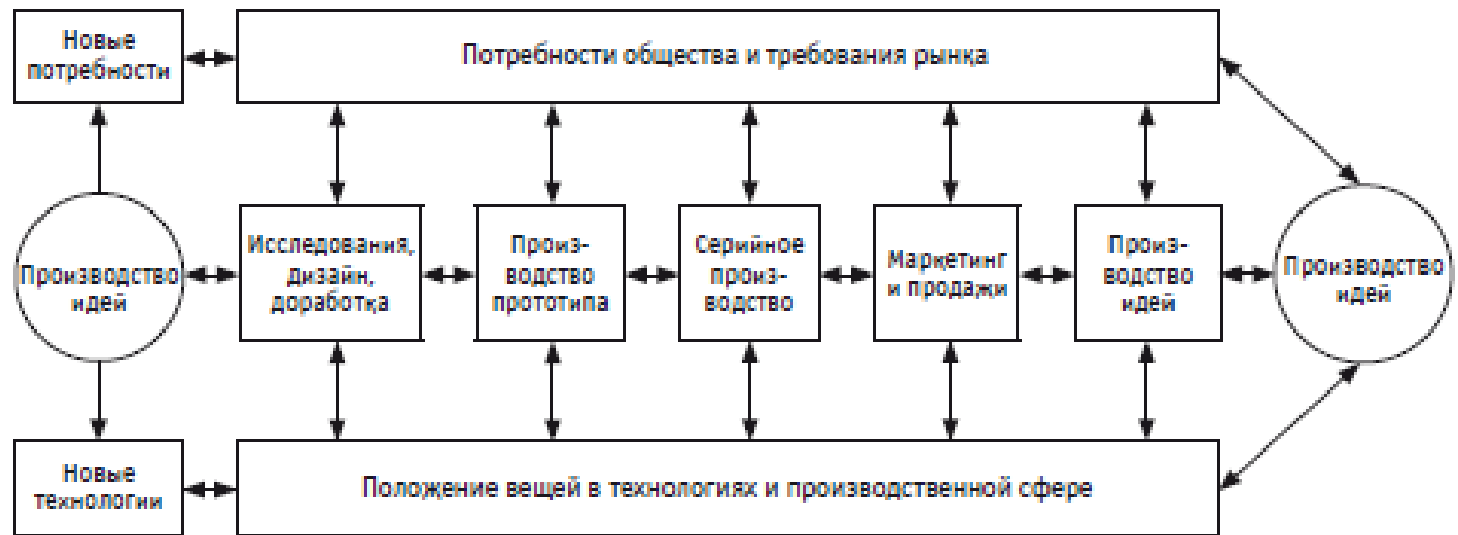 Новые
потребности
Потребности общества и требования рынка
Производство
идей
Исследования,
дизайн,
доработка
Произ-
водство
прототипа
Серийное
произ-
водство
Маркетинг
и продажи
Произ-
водство
идей
Производство
идей
Новые
технологии
Положение вещей в технологиях и производственной сфере